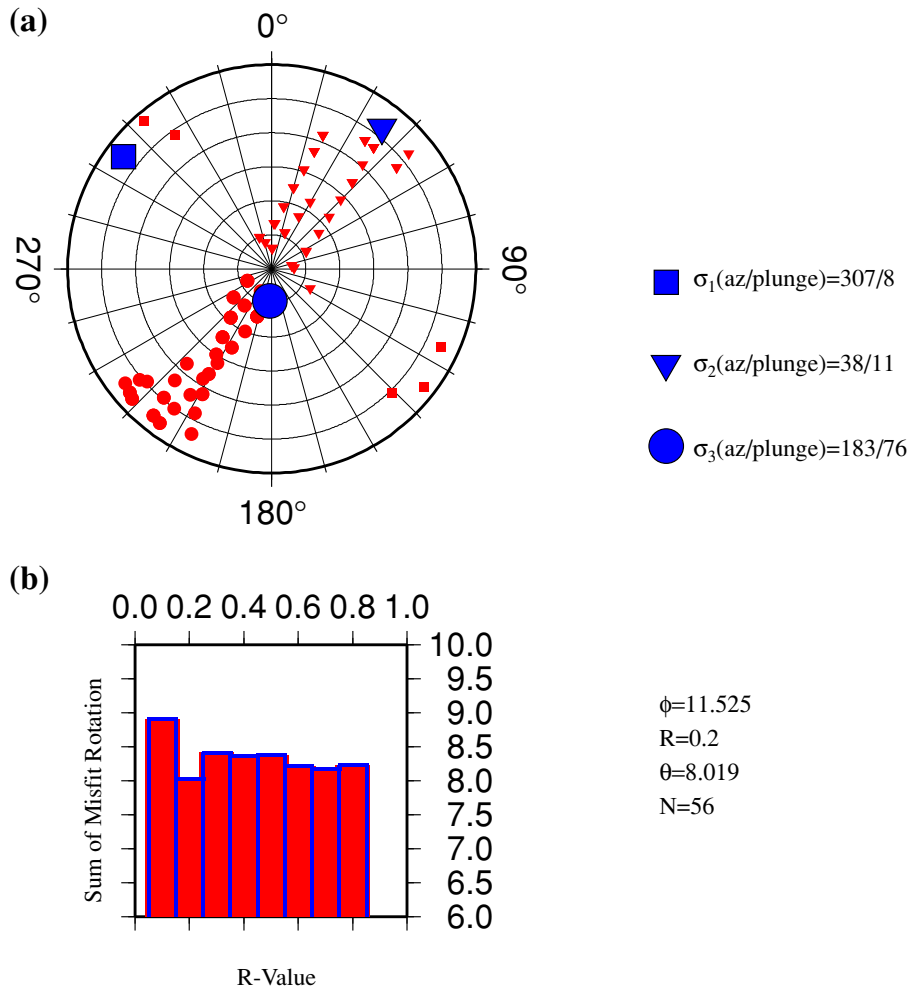 (a)
0°
270°
90°
180°
σ1(az/plunge)=307/8
σ2(az/plunge)=38/11
σ3(az/plunge)=183/76
(b)
0.0 0.2 0.4 0.6 0.8 1.0
10.0
9.5
9.0
8.5
8.0
7.5
7.0
6.5
6.0
Sum of Misfit Rotation
R-Value
ϕ=11.525
R=0.2
θ=8.019
N=56